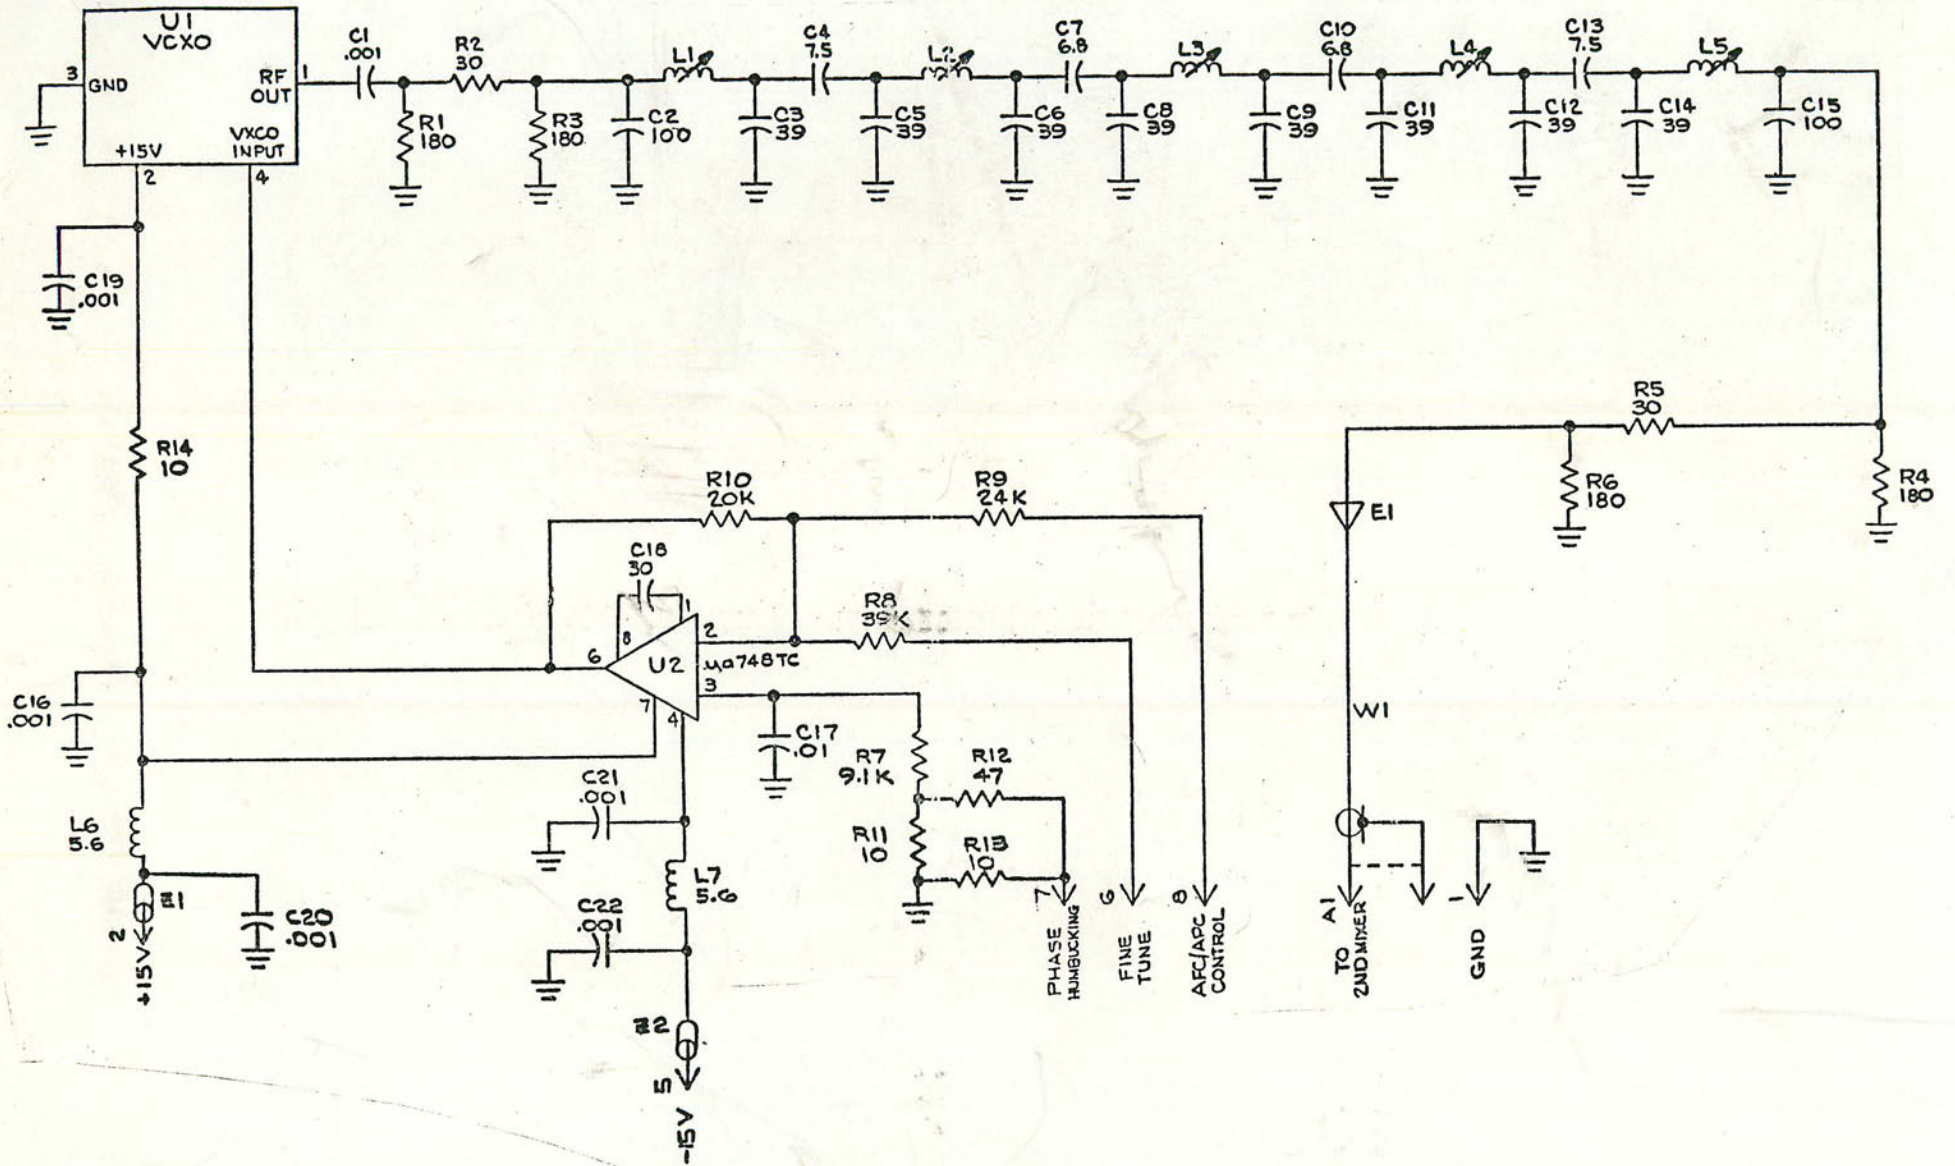 U1
VCXO
3
GND
RF
OUT
1
VXCO
INPUT
+15V
2
4
C1
.001
R2
30
R1
180
R3
180
C2
100
L1
C3
39
C4
7.5
C5
39
L2
C6
39
C7
6.8
C8
39
L3
C9
39
C10
6.8
C11
39
L4
C12
39
C13
7.5
C14
39
L5
C15
100
C19
.001
R14
10
R5
30
R6
180
R4
180
E1
R10
20K
R9
24K
C18
30
1
8
R8
39K
2
6
U2
µa748TC
3
7
4
C16
.001
C17
.01
W1
R7
9.1K
R12
47
C21
.001
L6
5.6
R11
10
R13
10
L7
5.6
E1
C20
.001
2
+15V
C22
.001
7
PHASE
HUMBUCKING
6
FINE
TUNE
8
AFC/APC
CONTROL
A1
TO
2ND MIXER
1
GND
E2
5
-15V